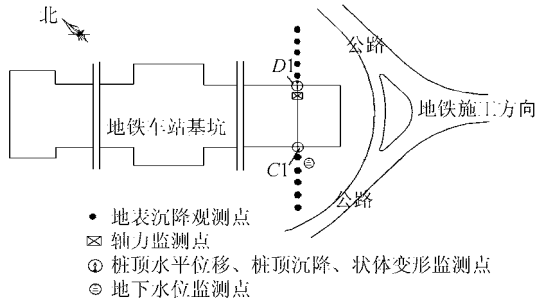 北
公路
D1
地铁车站基坑
地铁施工方向
C1
公路
地表沉降观测点
轴力监测点
桩顶水平位移、桩顶沉降、状体变形监测点
地下水位监测点